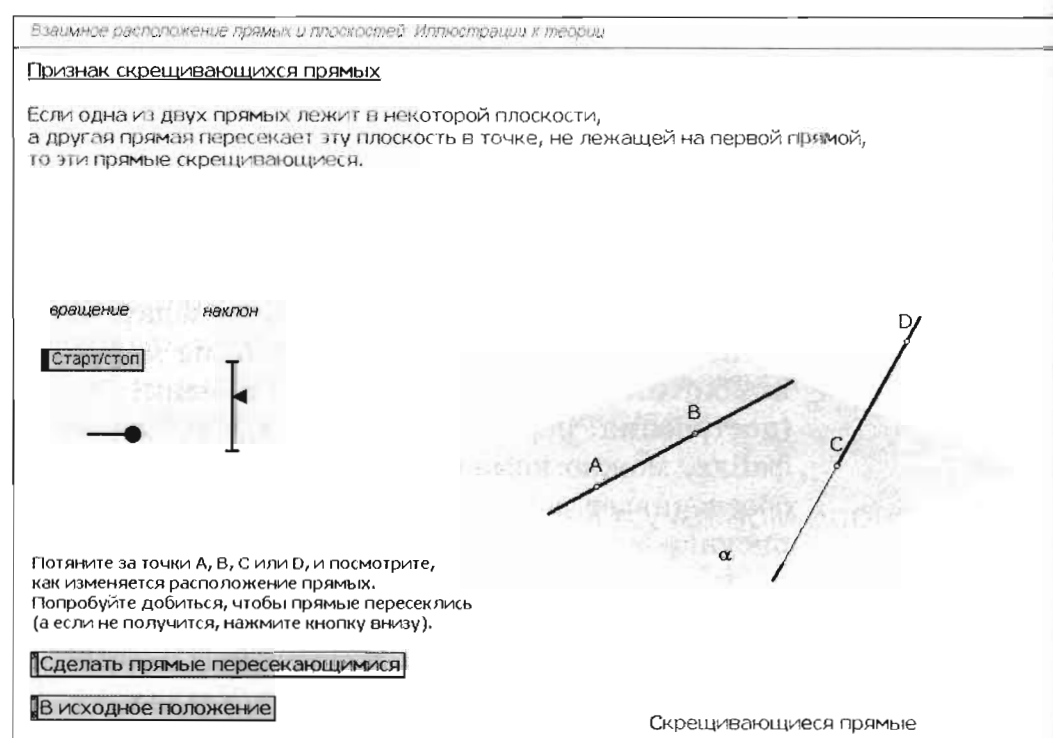 Взаимное расположение прямых и плоскостей. Иллюстрации к теории
Признак скрещивающихся прямых
Если одна из двух прямых лежит в некоторой плоскости,
а другая прямая пересекает эту плоскость в точке, не лежащей на первой прямой,
то эти прямые скрещивающиеся.
вращение
наклон
Старт/стоп
D
B
C
A
α
Потяните за точки A, B, C или D, и посмотрите,
как изменяется расположение прямых.
Попробуйте добиться, чтобы прямые пересеклись
(а если не получится, нажмите кнопку внизу).
Сделать прямые пересекающимися
В исходное положение
Скрещивающиеся прямые